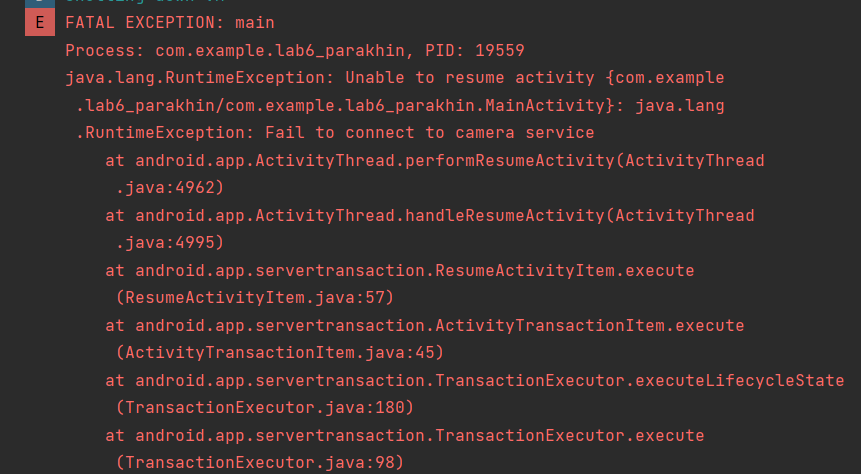 E FATAL EXCEPTION: main
Process: com.example.lab6_parakhin, PID: 19559
java.lang.RuntimeException: Unable to resume activity {com.example
.lab6_parakhin/com.example.lab6_parakhin.MainActivity}: java.lang
.RuntimeException: Fail to connect to camera service
at android.app.ActivityThread.performResumeActivity(ActivityThread
.java:4962)
at android.app.ActivityThread.handleResumeActivity(ActivityThread
.java:4995)
at android.app.servertransaction.ResumeActivityItem.execute
(ResumeActivityItem.java:57)
at android.app.servertransaction.ActivityTransactionItem.execute
(ActivityTransactionItem.java:45)
at android.app.servertransaction.TransactionExecutor.executeLifecycleState
(TransactionExecutor.java:180)
at android.app.servertransaction.TransactionExecutor.execute
(TransactionExecutor.java:98)